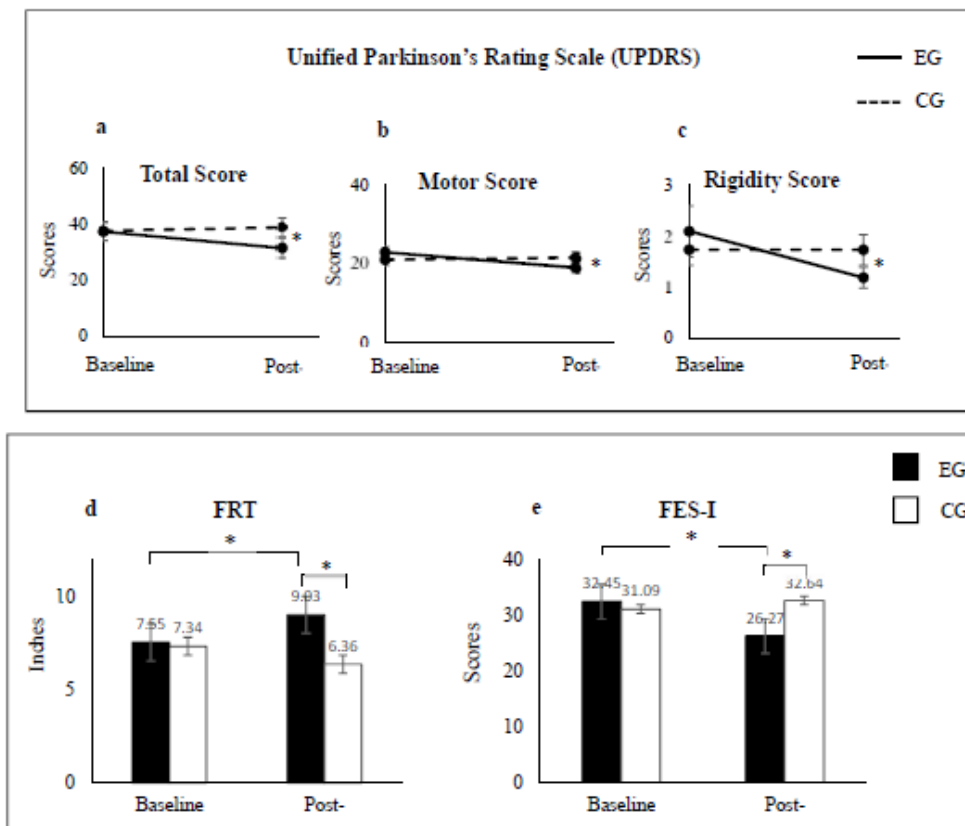 Unified Parkinson's Rating Scale (UPDRS)
EG
CG
a
Total Score
60
40
20
0
Scores
*
Baseline
Post-
b
Motor Score
40
20
0
Scores
*
Baseline
Post-
c
Rigidity Score
3
2
1
0
Scores
*
Baseline
Post-
EG
CG
d
FRT
*
*
10
5
0
Inches
7.55
7.34
9.03
6.36
Baseline
Post-
e
FES-I
*
*
40
30
20
10
0
Scores
32.45
31.09
26.27
32.64
Baseline
Post-